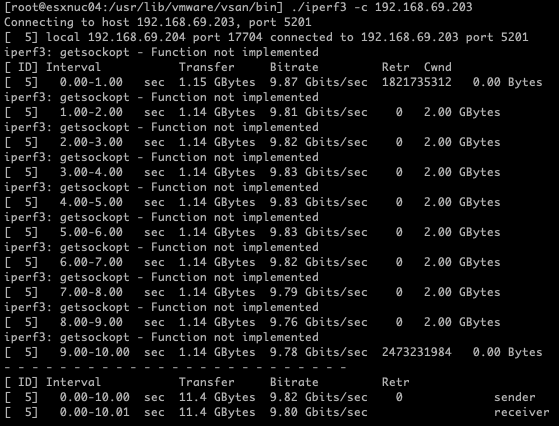 [root@esxnuc04:/usr/lib/vmware/vsan/bin] ./iperf3 -c 192.168.69.203
Connecting to host 192.168.69.203, port 5201
[  5] local 192.168.69.204 port 17704 connected to 192.168.69.203 port 5201
iperf3: getsockopt - Function not implemented
[ ID] Interval           Transfer     Bitrate         Retr  Cwnd
[  5]   0.00-1.00   sec  1.15 GBytes  9.87 Gbits/sec  1821735312   0.00 Bytes
iperf3: getsockopt - Function not implemented
[  5]   1.00-2.00   sec  1.14 GBytes  9.81 Gbits/sec    0   2.00 GBytes
iperf3: getsockopt - Function not implemented
[  5]   2.00-3.00   sec  1.14 GBytes  9.82 Gbits/sec    0   2.00 GBytes
iperf3: getsockopt - Function not implemented
[  5]   3.00-4.00   sec  1.14 GBytes  9.83 Gbits/sec    0   2.00 GBytes
iperf3: getsockopt - Function not implemented
[  5]   4.00-5.00   sec  1.14 GBytes  9.83 Gbits/sec    0   2.00 GBytes
iperf3: getsockopt - Function not implemented
[  5]   5.00-6.00   sec  1.14 GBytes  9.83 Gbits/sec    0   2.00 GBytes
iperf3: getsockopt - Function not implemented
[  5]   6.00-7.00   sec  1.14 GBytes  9.82 Gbits/sec    0   2.00 GBytes
iperf3: getsockopt - Function not implemented
[  5]   7.00-8.00   sec  1.14 GBytes  9.79 Gbits/sec    0   2.00 GBytes
iperf3: getsockopt - Function not implemented
[  5]   8.00-9.00   sec  1.14 GBytes  9.76 Gbits/sec    0   2.00 GBytes
iperf3: getsockopt - Function not implemented
[  5]   9.00-10.00  sec  1.14 GBytes  9.78 Gbits/sec  2473231984   0.00 Bytes
- - - - - - - - - - - - - - - - - - - - - - - - -
[ ID] Interval           Transfer     Bitrate         Retr
[  5]   0.00-10.00  sec  11.4 GBytes  9.82 Gbits/sec    0             sender
[  5]   0.00-10.01  sec  11.4 GBytes  9.80 Gbits/sec                  receiver